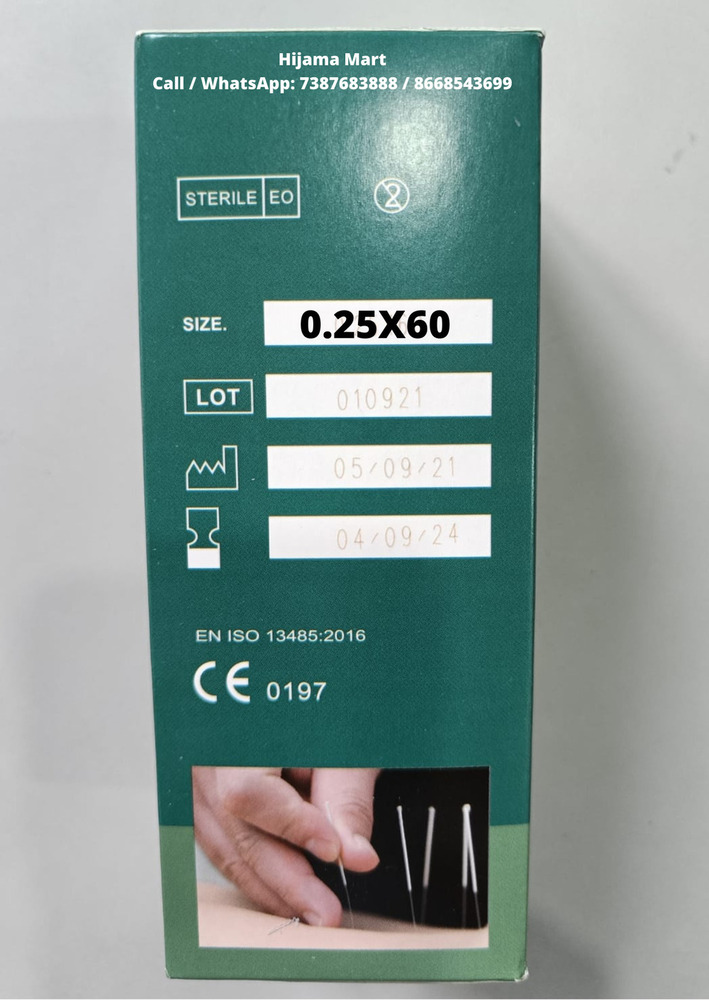 Hijama Mart
Call / WhatsApp: 7387683888 / 8668543699
STERILE EO
2
SIZE. 0.25X60
LOT 010921
05/09/21
04/09/24
EN ISO 13485:2016
CE 0197